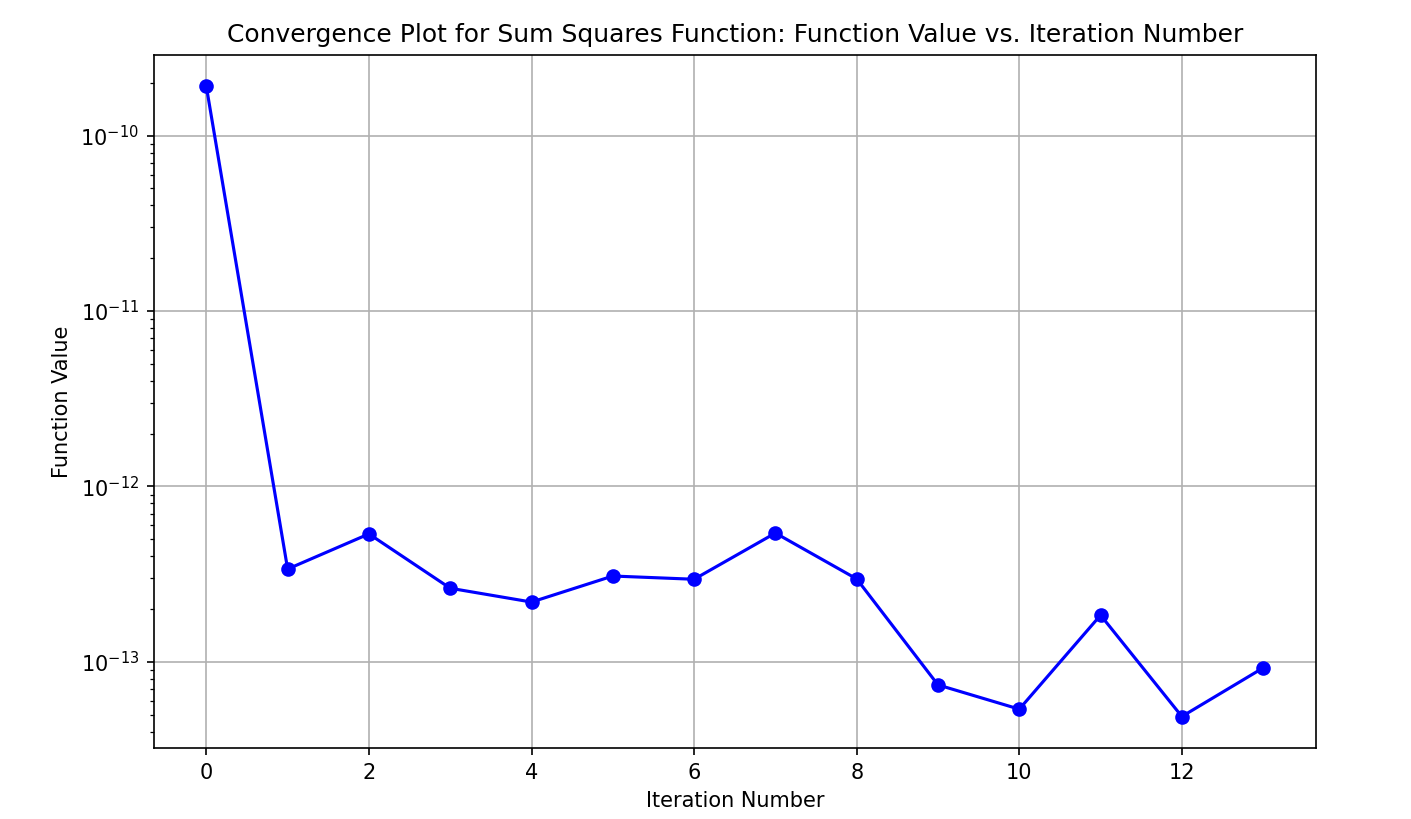 Convergence Plot for Sum Squares Function: Function Value vs. Iteration Number
Function Value
10⁻¹⁰
10⁻¹¹
10⁻¹²
10⁻¹³
0 2 4 6 8 10 12
Iteration Number